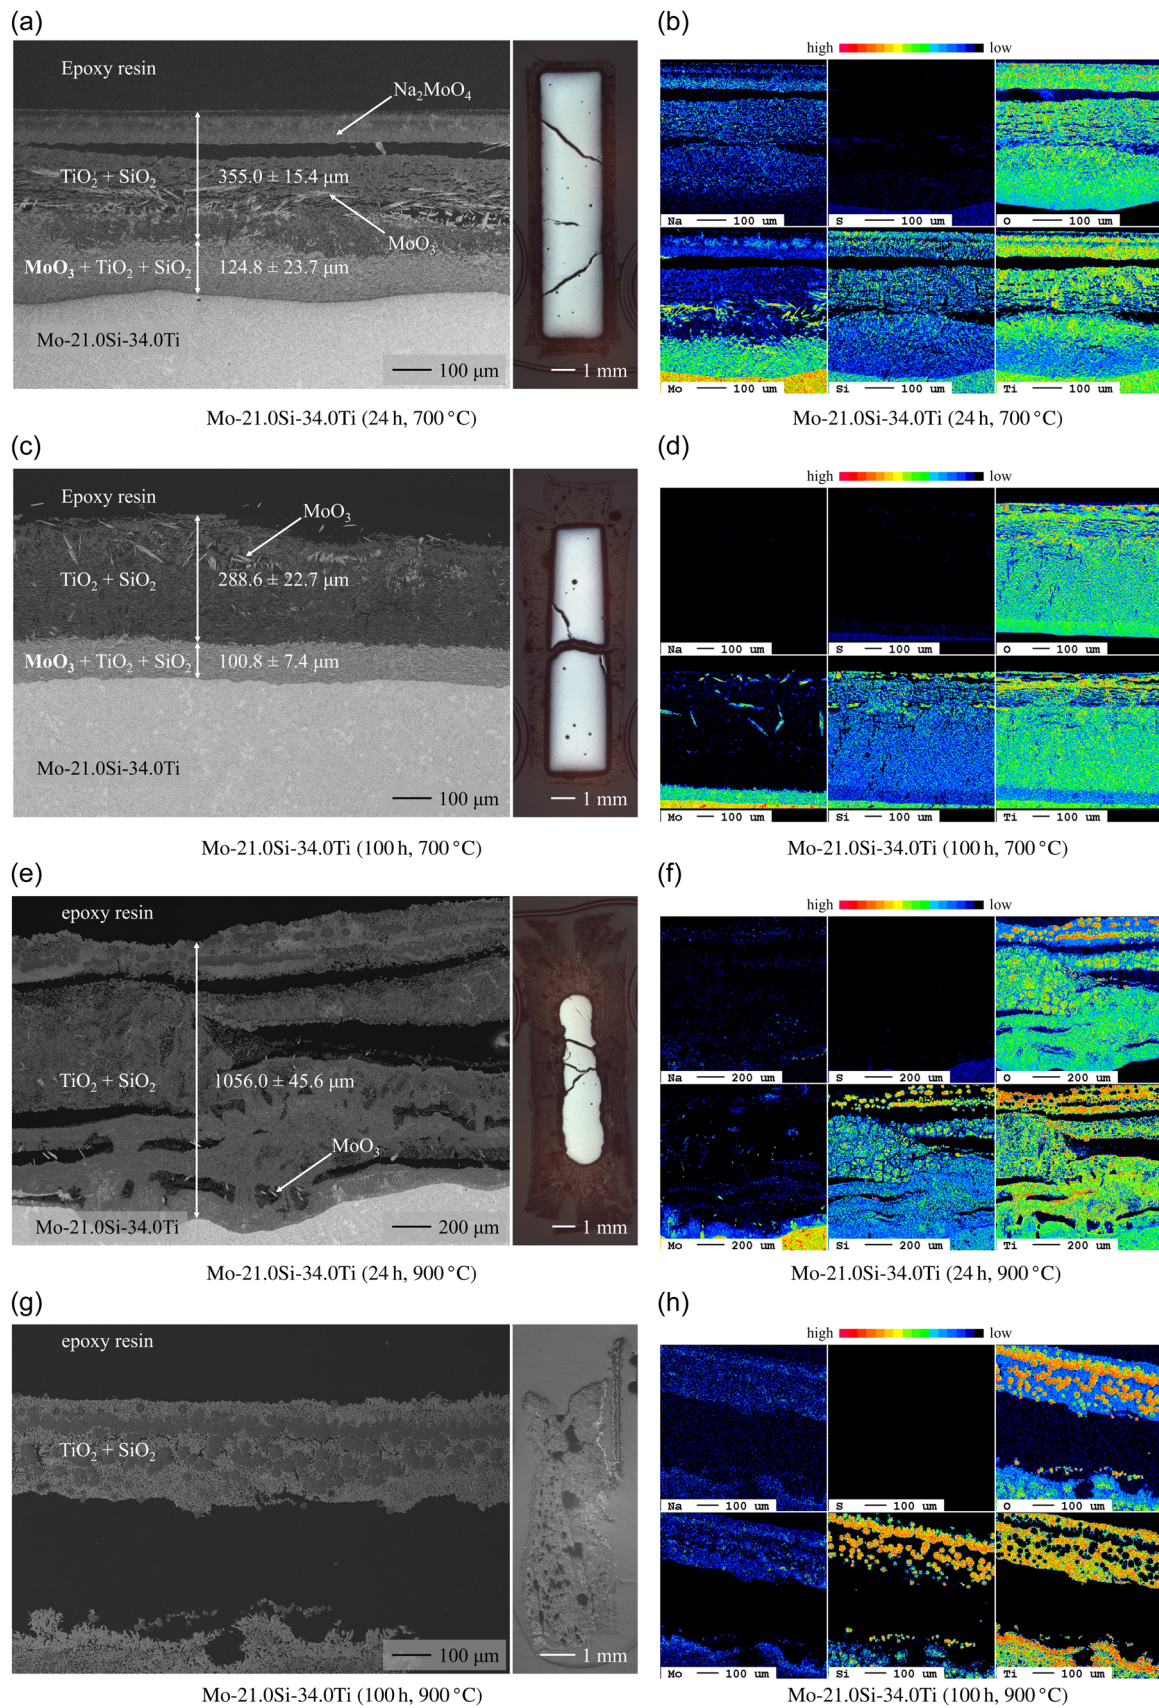 (a)
Epoxy resin
Na₂MoO₄
TiO₂ + SiO₂
355.0 ± 15.4 μm
MoO₃
MoO₃ + TiO₂ + SiO₂
124.8 ± 23.7 μm
Mo-21.0Si-34.0Ti
100 μm
1 mm
Mo-21.0Si-34.0Ti (24 h, 700 °C)
(b)
high low
Na 100 um
S 100 um
O 100 um
Mo 100 um
Si 100 um
Ti 100 um
Mo-21.0Si-34.0Ti (24 h, 700 °C)
(c)
Epoxy resin
MoO₃
TiO₂ + SiO₂
288.6 ± 22.7 μm
MoO₃ + TiO₂ + SiO₂
100.8 ± 7.4 μm
Mo-21.0Si-34.0Ti
100 μm
1 mm
Mo-21.0Si-34.0Ti (100 h, 700 °C)
(d)
high low
Na 100 um
S 100 um
O 100 um
Mo 100 um
Si 100 um
Ti 100 um
Mo-21.0Si-34.0Ti (100 h, 700 °C)
(e)
epoxy resin
TiO₂ + SiO₂
1056.0 ± 45.6 μm
MoO₃
Mo-21.0Si-34.0Ti
200 μm
1 mm
Mo-21.0Si-34.0Ti (24 h, 900 °C)
(f)
high low
Na 200 um
S 200 um
O 200 um
Mo 200 um
Si 200 um
Ti 200 um
Mo-21.0Si-34.0Ti (24 h, 900 °C)
(g)
epoxy resin
TiO₂ + SiO₂
100 μm
1 mm
Mo-21.0Si-34.0Ti (100 h, 900 °C)
(h)
high low
Na 100 um
S 100 um
O 100 um
Mo 100 um
Si 100 um
Ti 100 um
Mo-21.0Si-34.0Ti (100 h, 900 °C)